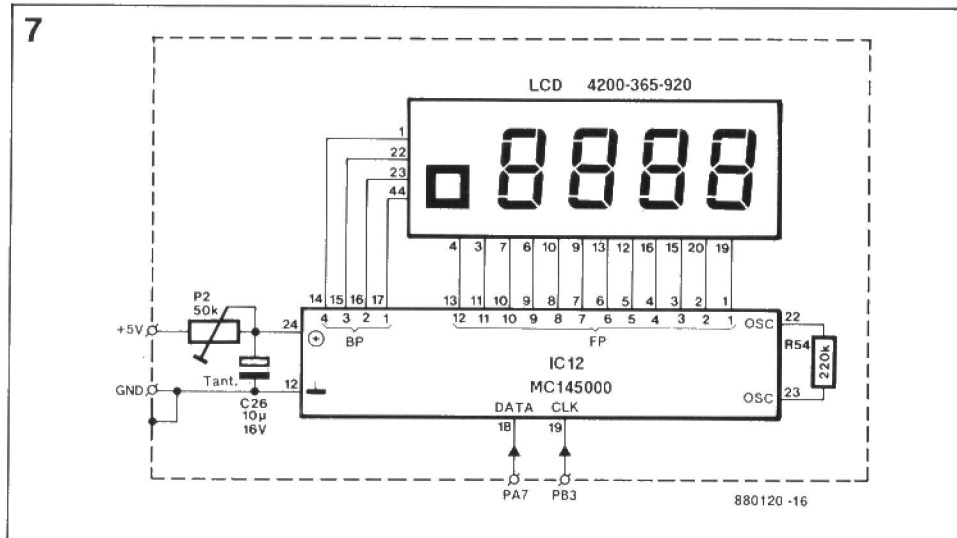 7
LCD 4200-365-920
1
22
23
44
4 3 7 6 10 9 13 12 16 15 20 19
14 15 16 17 13 11 10 9 8 7 6 5 4 3 2 1
4 3 2 1 12 11 10 9 8 7 6 5 4 3 2 1
BP FP
P2
50k
+5V
24
OSC 22
R54
220k
IC12
MC145000
GND
Tant.
12
C26
10µ
16V
OSC 23
DATA CLK
18 19
PA7 PB3
880120 -16